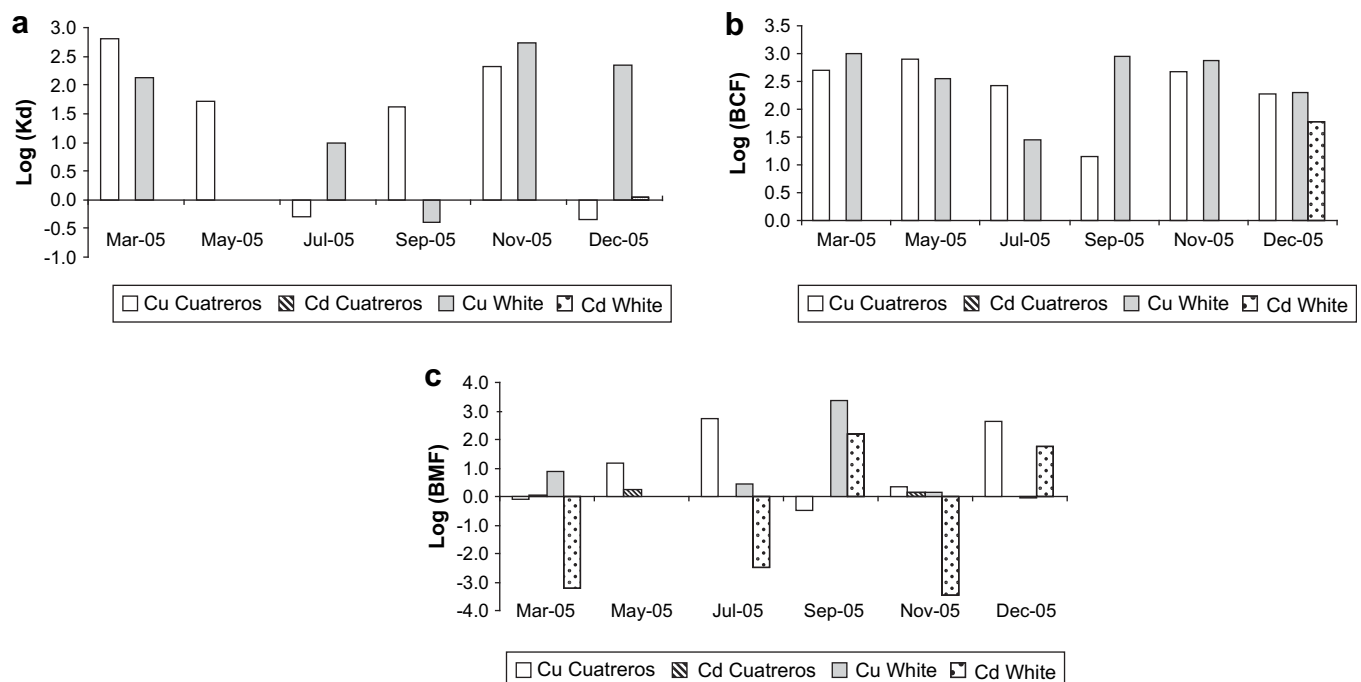 a
Log (Kd)
3.0
2.5
2.0
1.5
1.0
0.5
0.0
-0.5
-1.0
Mar-05 May-05 Jul-05 Sep-05 Nov-05 Dec-05
Cu Cuatreros Cd Cuatreros Cu White Cd White
b
Log (BCF)
3.5
3.0
2.5
2.0
1.5
1.0
0.5
0.0
Mar-05 May-05 Jul-05 Sep-05 Nov-05 Dec-05
Cu Cuatreros Cd Cuatreros Cu White Cd White
c
Log (BMF)
4.0
3.0
2.0
1.0
0.0
-1.0
-2.0
-3.0
-4.0
Mar-05 May-05 Jul-05 Sep-05 Nov-05 Dec-05
Cu Cuatreros Cd Cuatreros Cu White Cd White